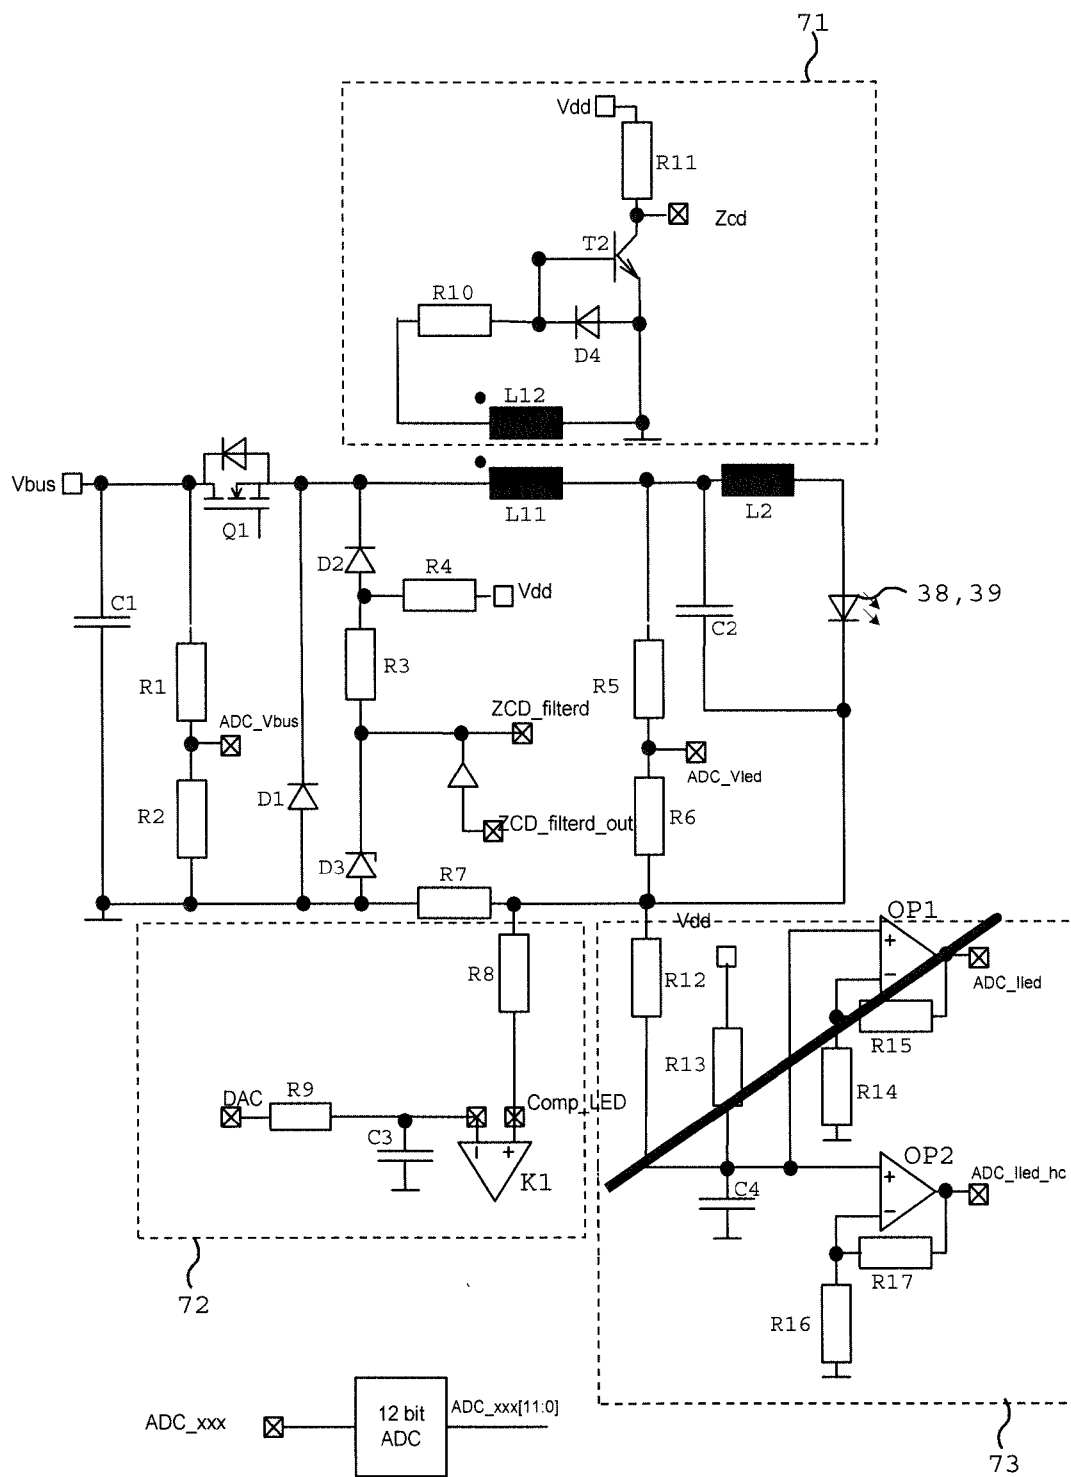 71
Vdd
R11
Zcd
T2
R10
D4
L12
Vbus
Q1
L11
L2
D2
R4
Vdd
38,39
C1
C2
R3
R1
R5
ADC_Vbus
ZCD_filterd
ADC_Vled
R2
D1
ZCD_filterd_out
R6
D3
R7
Vdd
OP1
+
−
ADC_Iled
R8
R12
R15
R13
R14
DAC
R9
Comp_LED
C3
−
+
K1
OP2
+
−
ADC_Iled_hc
C4
R17
72
R16
ADC_xxx
12 bit
ADC
ADC_xxx[11:0]
73